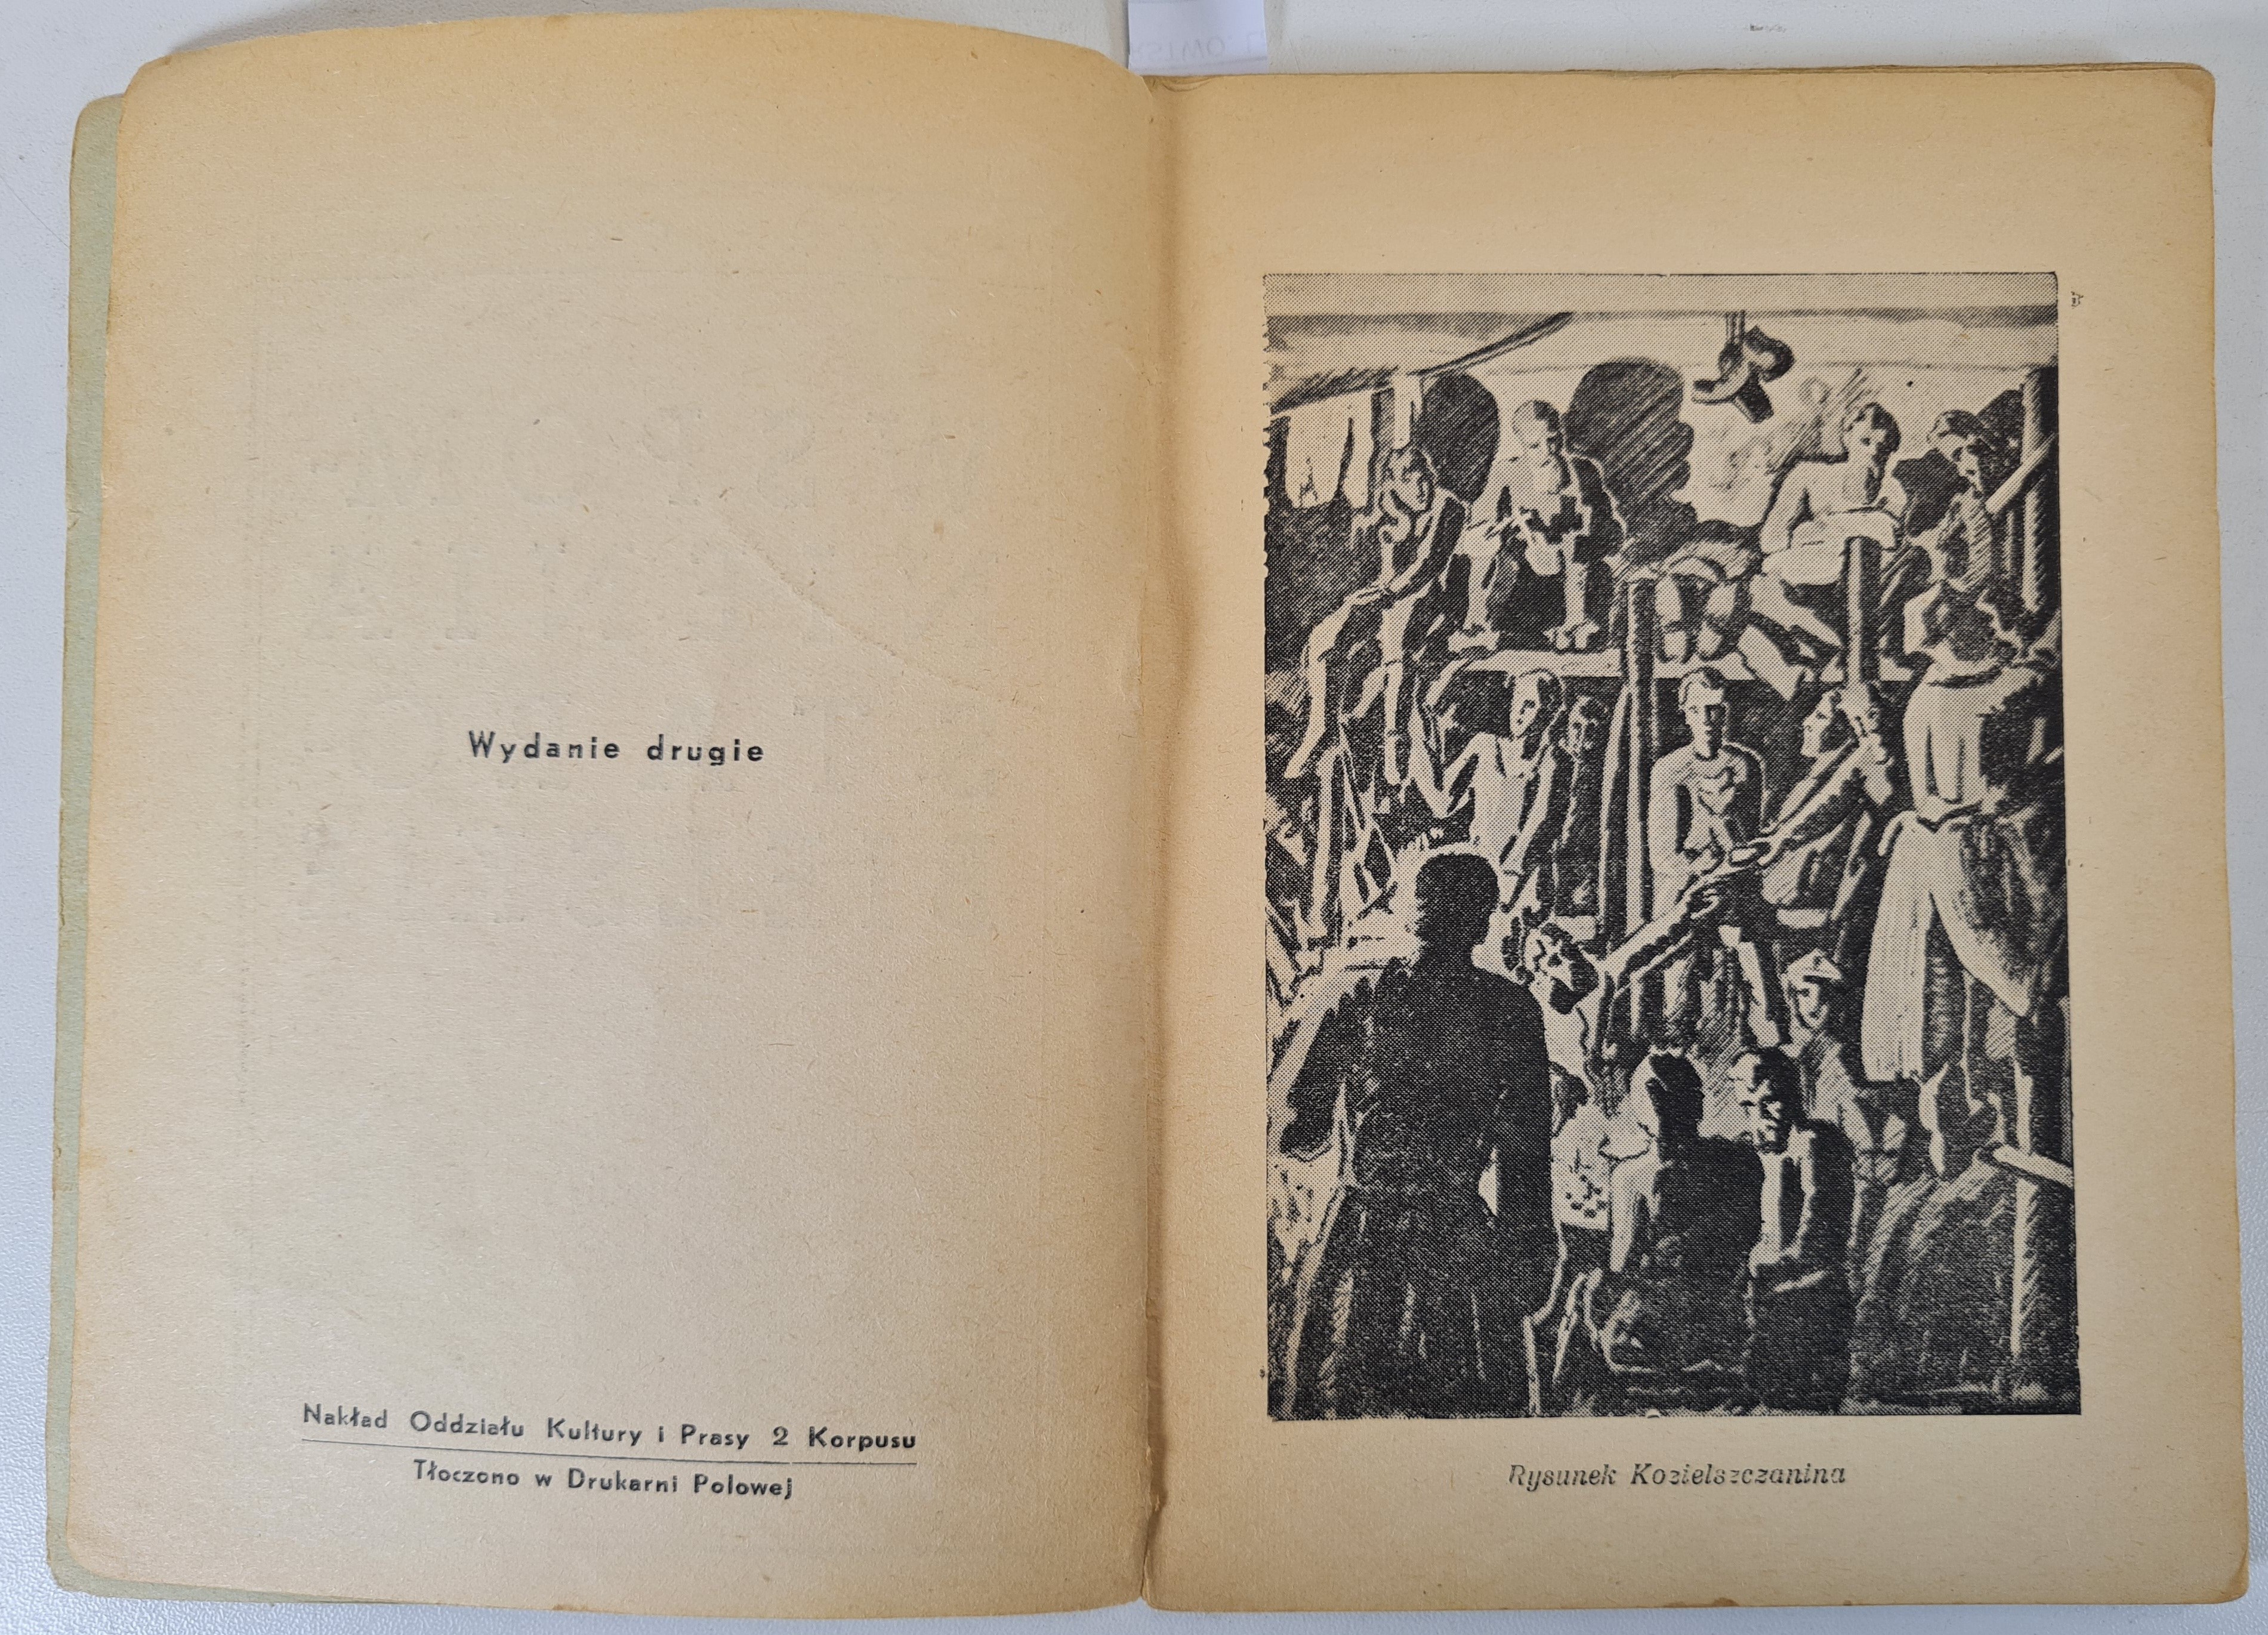 Wydanie drugie
Nakład Oddziału Kultury i Prasy 2 Korpusu
Tłoczono w Drukarni Polowej
Rysunek Kozielszczanina